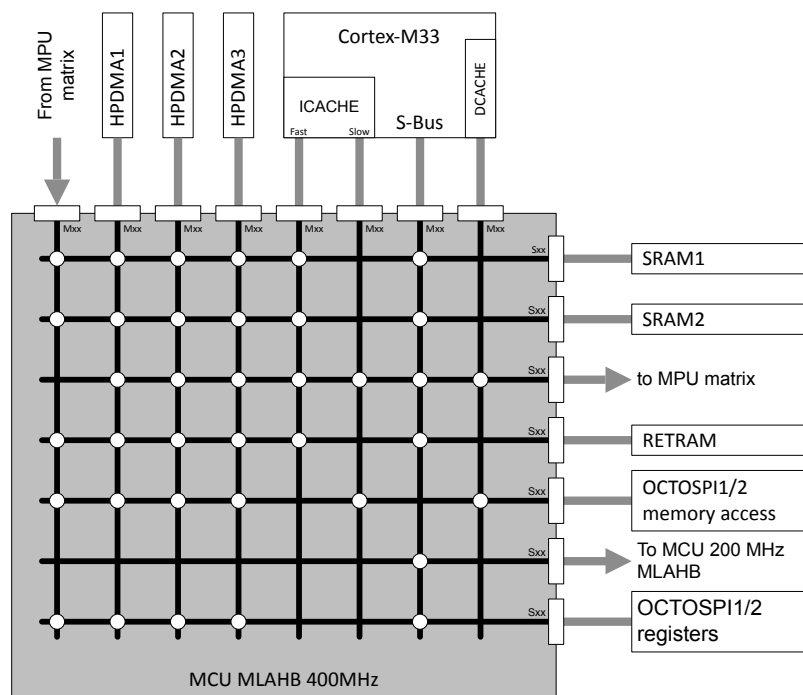 From MPU
matrix
HPDMA1
HPDMA2
HPDMA3
Cortex-M33
ICACHE
Fast
Slow
S-Bus
DCACHE
Mxx
Mxx
Mxx
Mxx
Mxx
Mxx
Mxx
Mxx
Sxx
SRAM1
Sxx
SRAM2
Sxx
to MPU matrix
Sxx
RETRAM
Sxx
OCTOSPI1/2
memory access
Sxx
To MCU 200 MHz
MLAHB
Sxx
OCTOSPI1/2
registers
MCU MLAHB 400MHz